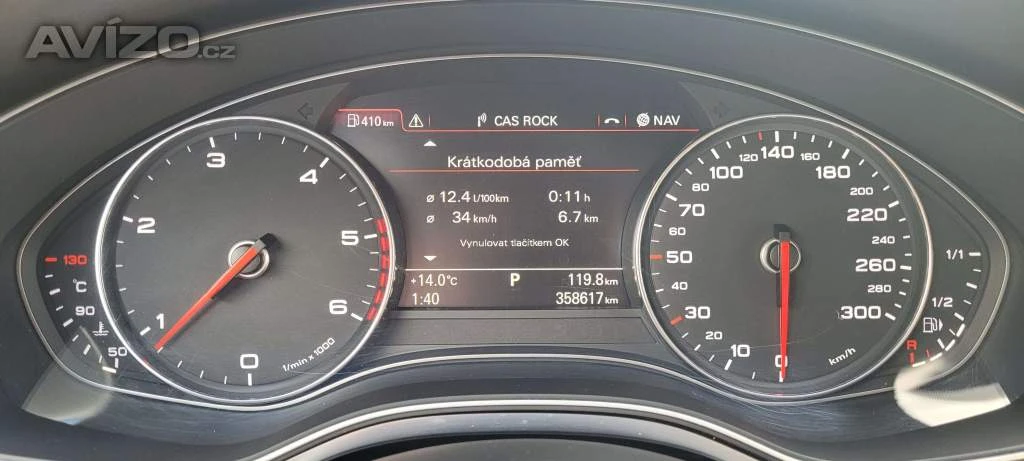 AVÍZO.cz
410 km
CAS ROCK
NAV
Krátkodobá paměť
ø 12.4 l/100km 0:11 h
ø 34 km/h 6.7 km
Vynulovat tlačítkem OK
+14.0°C P 119.8 km
1:40 358617 km
130
°C
90
50
0
1
2
3
4
5
6
1/min x 1000
0
10
20
30
30
50
50
70
80
100
120
140
160
180
200
220
240
260
280
300
km/h
1/1
1/2
R